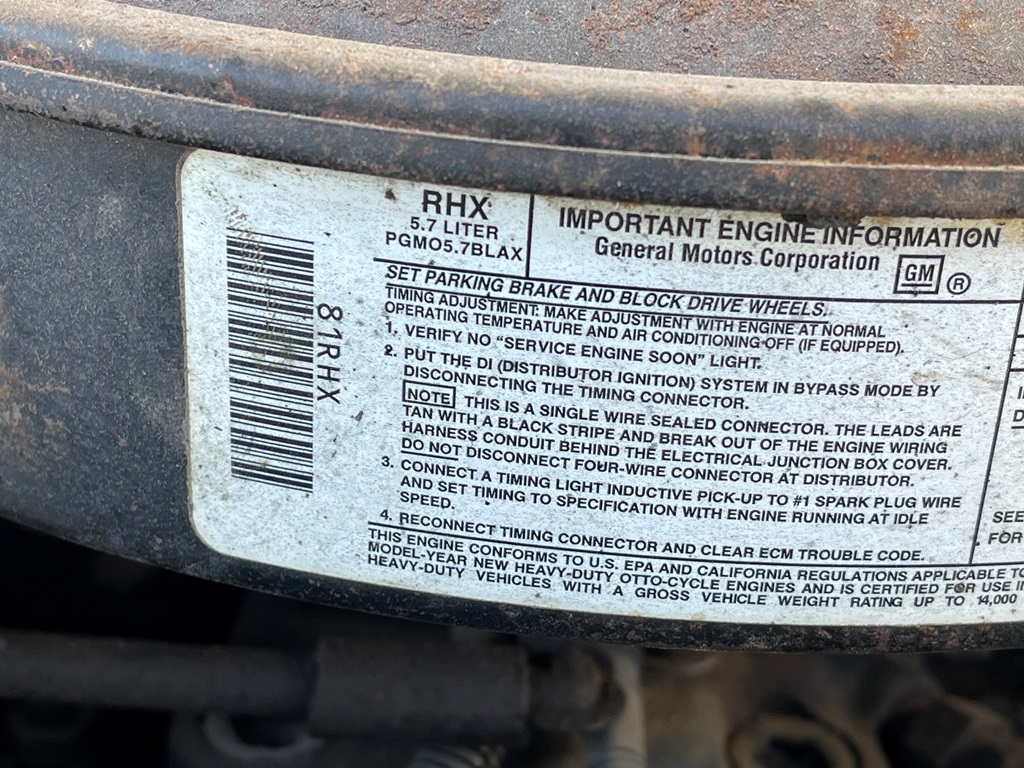 RHX
5.7 LITER
PGMO5.7BLAX
IMPORTANT ENGINE INFORMATION
General Motors Corporation GM ®
81RHX
SET PARKING BRAKE AND BLOCK DRIVE WHEELS.
TIMING ADJUSTMENT: MAKE ADJUSTMENT WITH ENGINE AT NORMAL
OPERATING TEMPERATURE AND AIR CONDITIONING OFF (IF EQUIPPED).
1. VERIFY NO "SERVICE ENGINE SOON" LIGHT.
2. PUT THE DI (DISTRIBUTOR IGNITION) SYSTEM IN BYPASS MODE BY
DISCONNECTING THE TIMING CONNECTOR.
NOTE THIS IS A SINGLE WIRE SEALED CONNECTOR. THE LEADS ARE
TAN WITH A BLACK STRIPE AND BREAK OUT OF THE ENGINE WIRING
HARNESS CONDUIT BEHIND THE ELECTRICAL JUNCTION BOX COVER.
DO NOT DISCONNECT FOUR-WIRE CONNECTOR AT DISTRIBUTOR.
3. CONNECT A TIMING LIGHT INDUCTIVE PICK-UP TO #1 SPARK PLUG WIRE
AND SET TIMING TO SPECIFICATION WITH ENGINE RUNNING AT IDLE
SPEED.
4. RECONNECT TIMING CONNECTOR AND CLEAR ECM TROUBLE CODE.
SEE
FOR
THIS ENGINE CONFORMS TO U.S. EPA AND CALIFORNIA REGULATIONS APPLICABLE TO
MODEL-YEAR NEW HEAVY-DUTY OTTO-CYCLE ENGINES AND IS CERTIFIED FOR USE
HEAVY-DUTY VEHICLES WITH A GROSS VEHICLE WEIGHT RATING UP TO 14,000